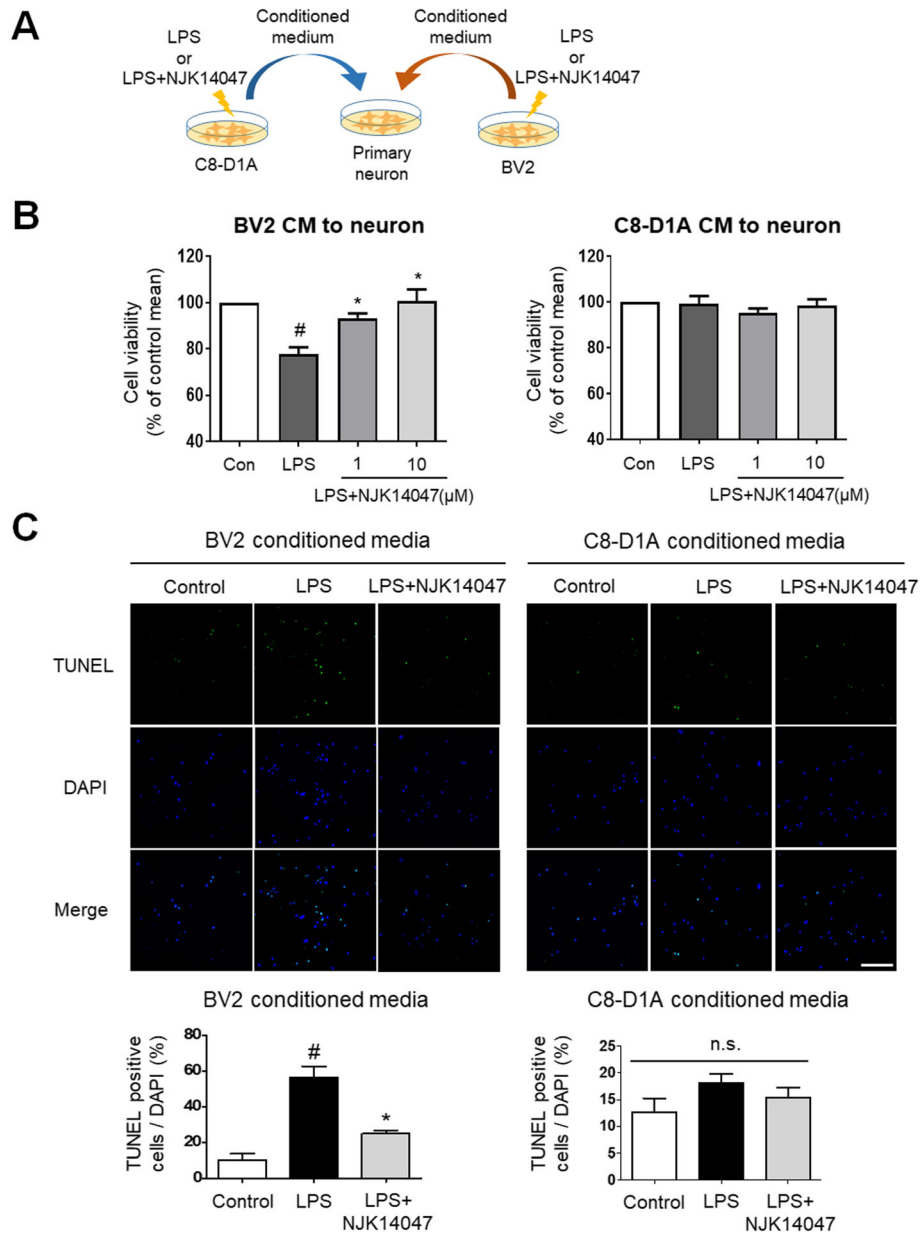 A
LPS
or
LPS+NJK14047
Conditioned
medium
Conditioned
medium
LPS
or
LPS+NJK14047
C8-D1A
Primary
neuron
BV2
B
BV2 CM to neuron
Cell viability
(% of control mean)
120
100
80
60
40
#
*
*
Con
LPS
1
10
LPS+NJK14047(µM)
C8-D1A CM to neuron
Cell viability
(% of control mean)
120
100
80
60
40
Con
LPS
1
10
LPS+NJK14047(µM)
C
BV2 conditioned media
C8-D1A conditioned media
Control
LPS
LPS+NJK14047
Control
LPS
LPS+NJK14047
TUNEL
DAPI
Merge
BV2 conditioned media
TUNEL positive
cells / DAPI (%)
80
60
40
20
0
#
*
Control
LPS
LPS+
NJK14047
C8-D1A conditioned media
TUNEL positive
cells / DAPI (%)
25
20
15
10
5
0
n.s.
Control
LPS
LPS+
NJK14047